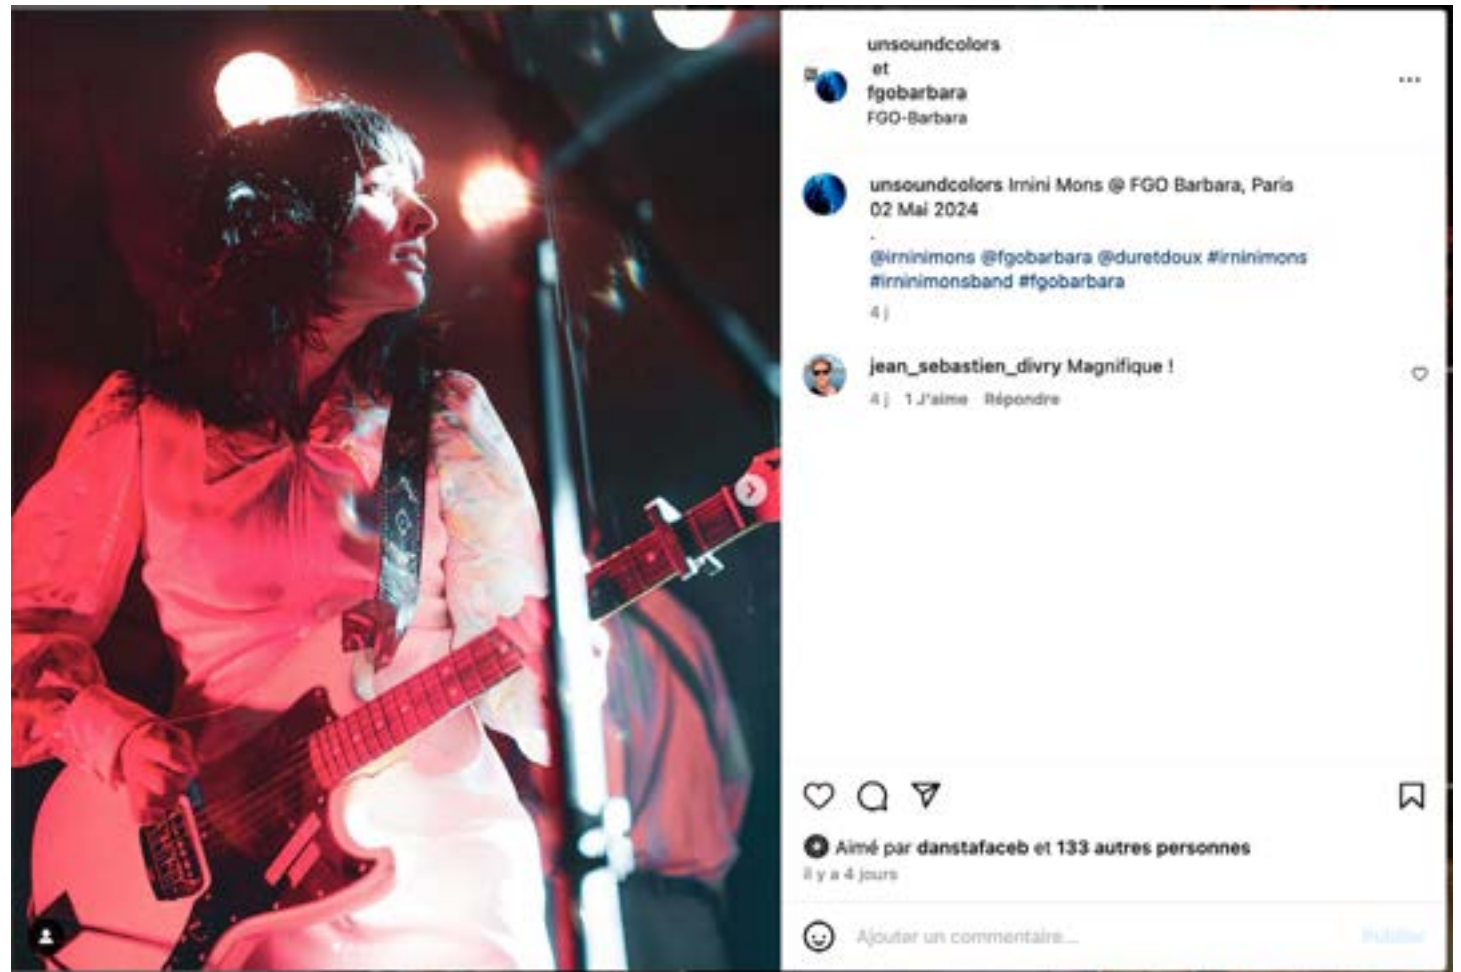 unsoundcolors
et
fgobarbara
FGO-Barbara
unsoundcolors Irnini Mons @ FGO Barbara, Paris
02 Mai 2024
.
@irninimons @fgobarbara @duretdoux #irninimons
#irninimonsband #fgobarbara
4 j
jean_sebastien_divry Magnifique !
4 j 1 J'aime Répondre
Aimé par danstafaceb et 133 autres personnes
il y a 4 jours
Ajouter un commentaire...
Publier